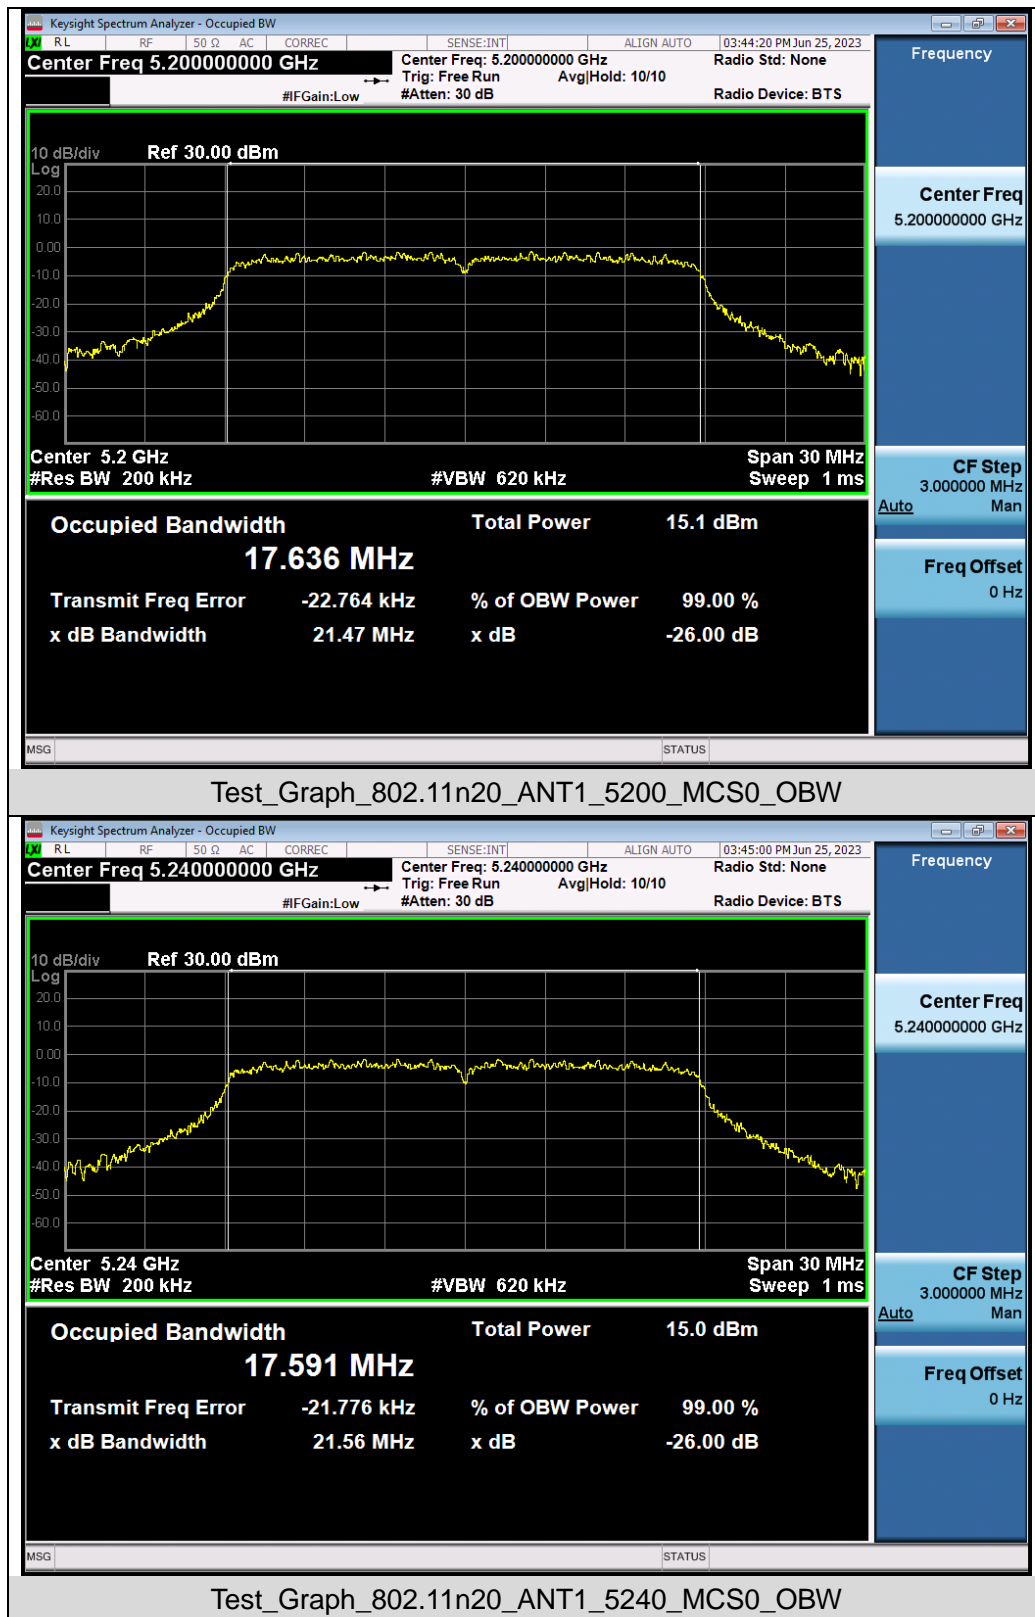 Keysight Spectrum Analyzer - Occupied BW
LXI RL RF 50 Ω AC CORREC SENSE:INT ALIGN AUTO 03:44:20 PM Jun 25, 2023
Center Freq 5.200000000 GHz
Center Freq: 5.200000000 GHz Radio Std: None
Trig: Free Run Avg|Hold: 10/10
#IFGain:Low #Atten: 30 dB Radio Device: BTS
Frequency
10 dB/div Ref 30.00 dBm
Log
20.0
10.0
0.00
-10.0
-20.0
-30.0
-40.0
-50.0
-60.0
Center Freq
5.200000000 GHz
Center 5.2 GHz Span 30 MHz
#Res BW 200 kHz #VBW 620 kHz Sweep 1 ms
CF Step
3.000000 MHz
Auto Man
Occupied Bandwidth Total Power 15.1 dBm
17.636 MHz
Transmit Freq Error -22.764 kHz % of OBW Power 99.00 %
x dB Bandwidth 21.47 MHz x dB -26.00 dB
Freq Offset
0 Hz
MSG STATUS
Test_Graph_802.11n20_ANT1_5200_MCS0_OBW
Keysight Spectrum Analyzer - Occupied BW
LXI RL RF 50 Ω AC CORREC SENSE:INT ALIGN AUTO 03:45:00 PM Jun 25, 2023
Center Freq 5.240000000 GHz
Center Freq: 5.240000000 GHz Radio Std: None
Trig: Free Run Avg|Hold: 10/10
#IFGain:Low #Atten: 30 dB Radio Device: BTS
Frequency
10 dB/div Ref 30.00 dBm
Log
20.0
10.0
0.00
-10.0
-20.0
-30.0
-40.0
-50.0
-60.0
Center Freq
5.240000000 GHz
Center 5.24 GHz Span 30 MHz
#Res BW 200 kHz #VBW 620 kHz Sweep 1 ms
CF Step
3.000000 MHz
Auto Man
Occupied Bandwidth Total Power 15.0 dBm
17.591 MHz
Transmit Freq Error -21.776 kHz % of OBW Power 99.00 %
x dB Bandwidth 21.56 MHz x dB -26.00 dB
Freq Offset
0 Hz
MSG STATUS
Test_Graph_802.11n20_ANT1_5240_MCS0_OBW